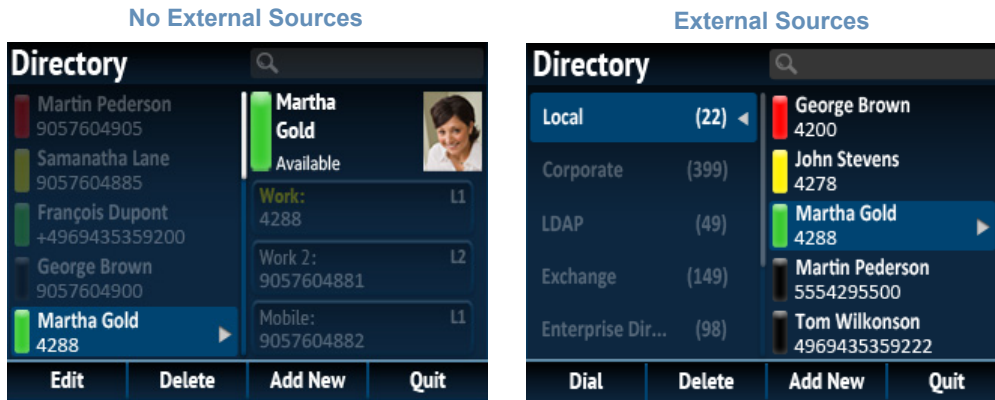 No External Sources
Directory
Martin Pederson
9057604905
Samanatha Lane
9057604885
François Dupont
+4969435359200
George Brown
9057604900
Martha Gold
4288
Martha
Gold
Available
Work: L1
4288
Work 2: L2
9057604881
Mobile: L1
9057604882
Edit Delete Add New Quit
External Sources
Directory
Local (22)
Corporate (399)
LDAP (49)
Exchange (149)
Enterprise Dir... (98)
George Brown
4200
John Stevens
4278
Martha Gold
4288
Martin Pederson
5554295500
Tom Wilkonson
4969435359222
Dial Delete Add New Quit